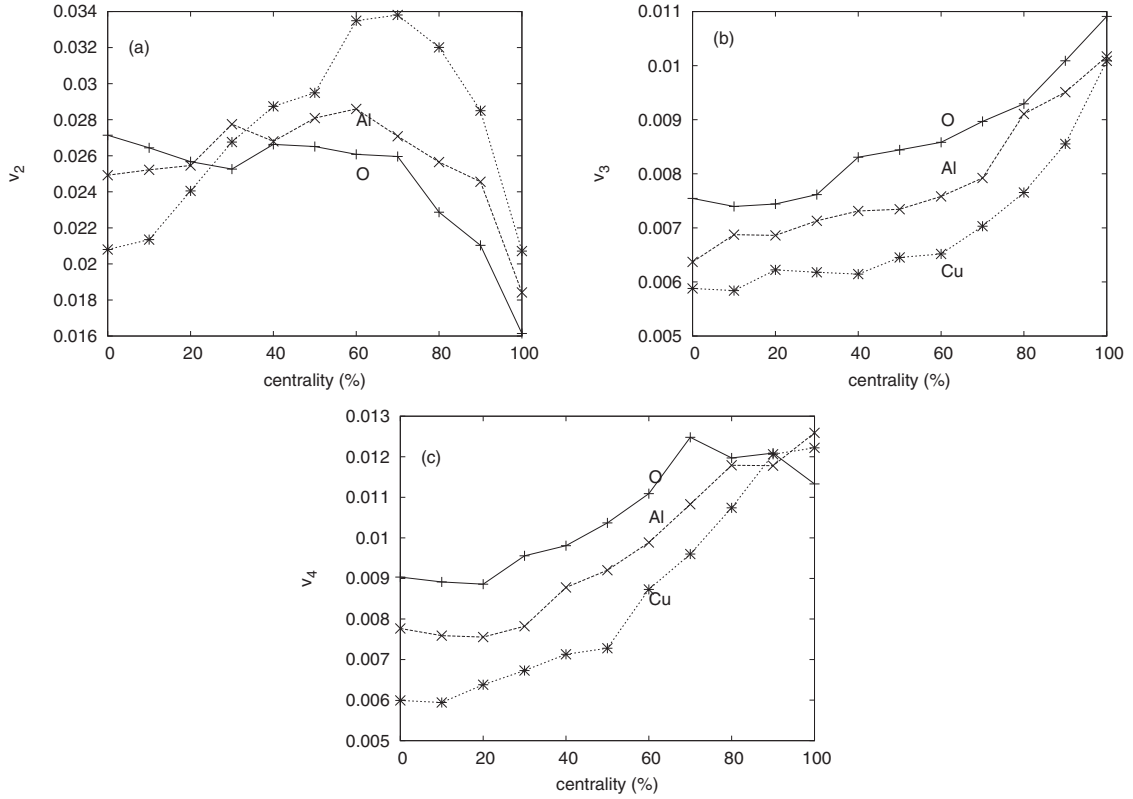 0.034
0.032
0.03
0.028
0.026
0.024
0.022
0.02
0.018
0.016
v2
(a)
Al
O
0 20 40 60 80 100
centrality (%)
0.011
0.01
0.009
0.008
0.007
0.006
0.005
v3
(b)
O
Al
Cu
0 20 40 60 80 100
centrality (%)
0.013
0.012
0.011
0.01
0.009
0.008
0.007
0.006
0.005
v4
(c)
O
Al
Cu
0 20 40 60 80 100
centrality (%)